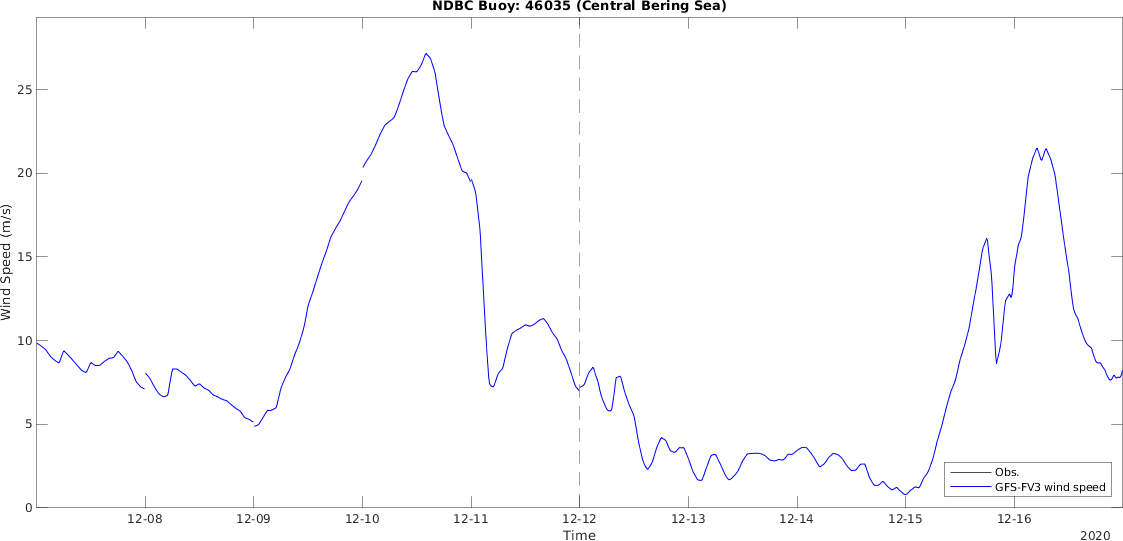 NDBC Buoy: 46035 (Central Bering Sea)
Wind Speed (m/s)
25
20
15
10
5
0
Obs.
GFS-FV3 wind speed
12-08 12-09 12-10 12-11 12-12 12-13 12-14 12-15 12-16
Time
2020